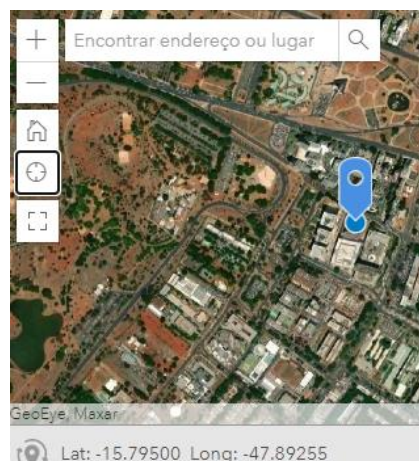 Encontrar endereço ou lugar
GeoEye, Maxar
Lat: -15.79500 Long: -47.89255